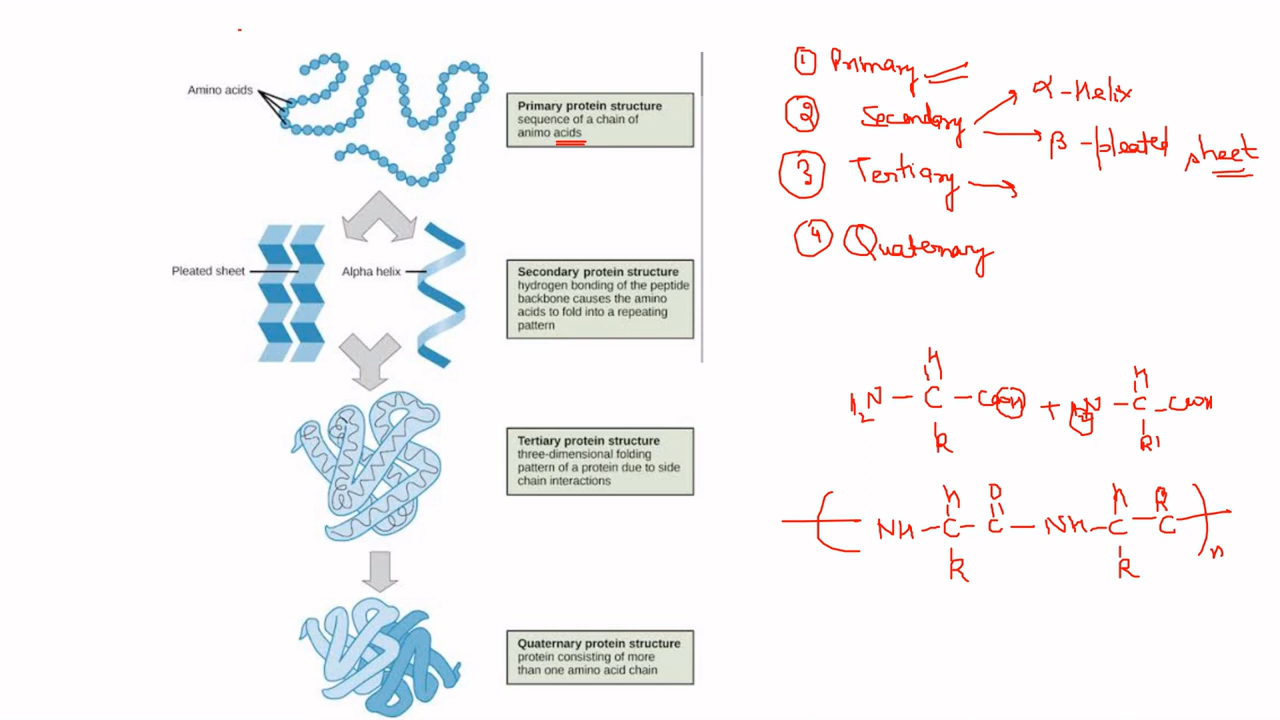 Amino acids
Primary protein structure
sequence of a chain of
animo acids
Pleated sheet
Alpha helix
Secondary protein structure
hydrogen bonding of the peptide
backbone causes the amino
acids to fold into a repeating
pattern
Tertiary protein structure
three-dimensional folding
pattern of a protein due to side
chain interactions
Quaternary protein structure
protein consisting of more
than one amino acid chain
1 Primary
2 Secondary
α-Helix
β-pleated sheet
3 Tertiary
4 Quaternary
H H
H2N – C – COOH + H2N – C – COOH
R R1
H O H
NH – C – C – NH – C – C n
R R